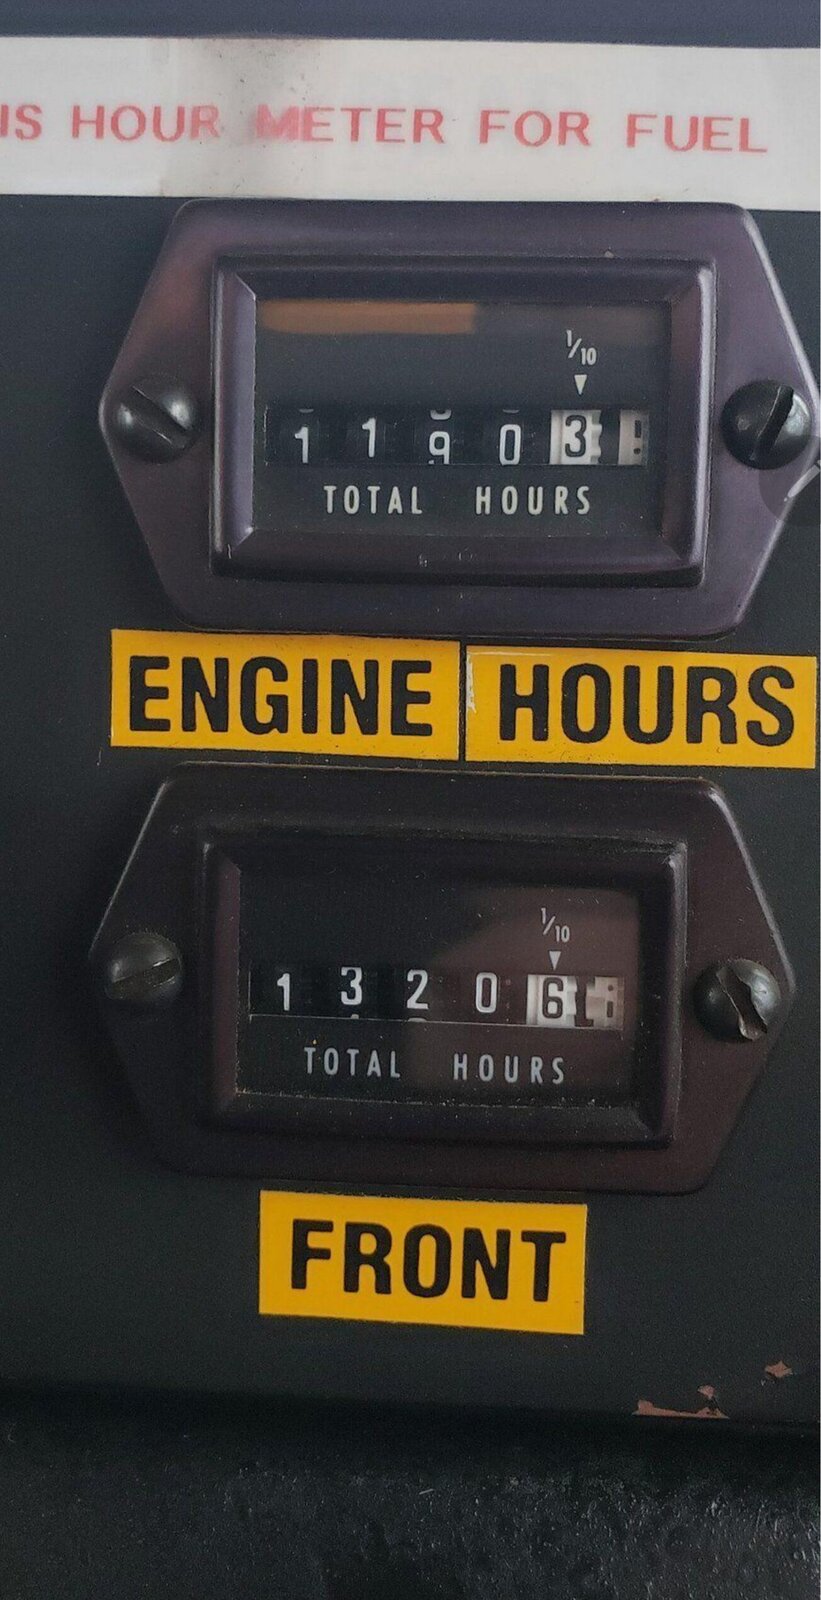 IS HOUR METER FOR FUEL
1/10
1 1 9 0 3
TOTAL HOURS
ENGINE HOURS
1/10
1 3 2 0 6
TOTAL HOURS
FRONT